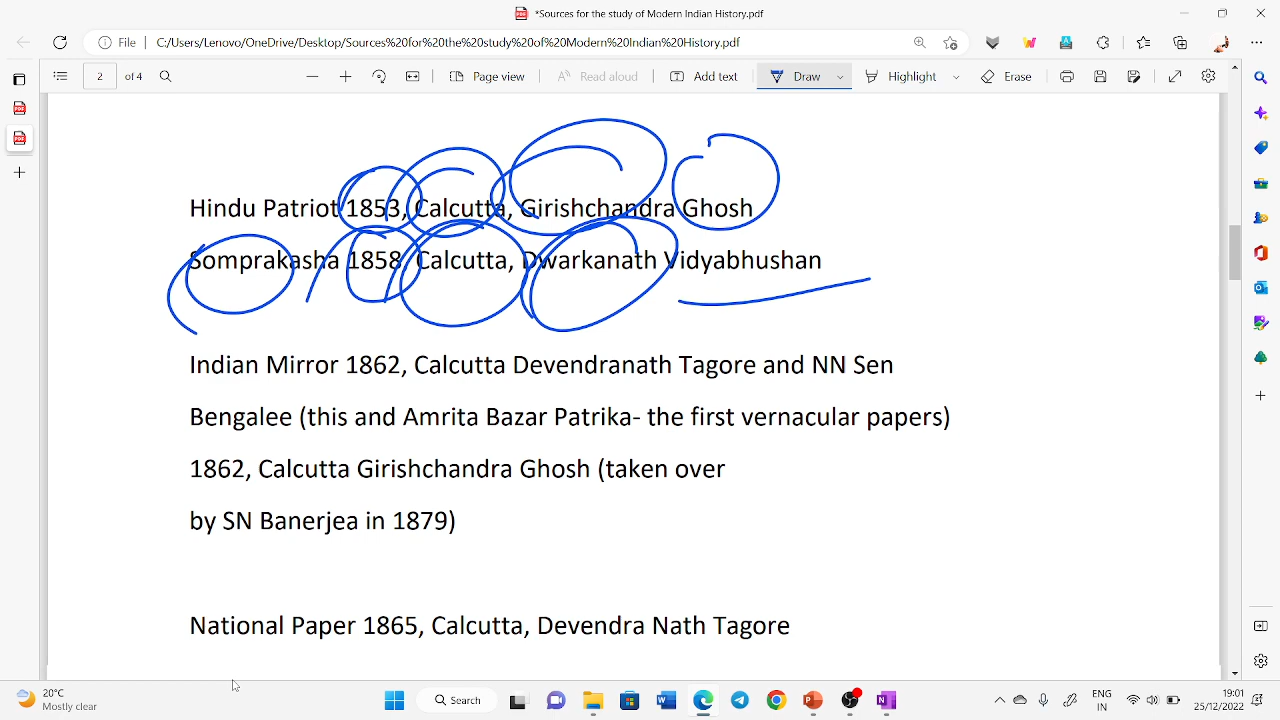 *Sources for the study of Modern Indian History.pdf
File C:/Users/Lenovo/OneDrive/Desktop/Sources%20for%20the%20study%20of%20Modern%20Indian%20History.pdf
2 of 4 Page view Read aloud Add text Draw Highlight Erase
Hindu Patriot 1853, Calcutta, Girishchandra Ghosh
Somprakasha 1858, Calcutta, Dwarkanath Vidyabhushan
Indian Mirror 1862, Calcutta Devendranath Tagore and NN Sen
Bengalee (this and Amrita Bazar Patrika- the first vernacular papers)
1862, Calcutta Girishchandra Ghosh (taken over
by SN Banerjea in 1879)
National Paper 1865, Calcutta, Devendra Nath Tagore
20°C
Mostly clear
Search
ENG
IN
19:01
25/12/2022